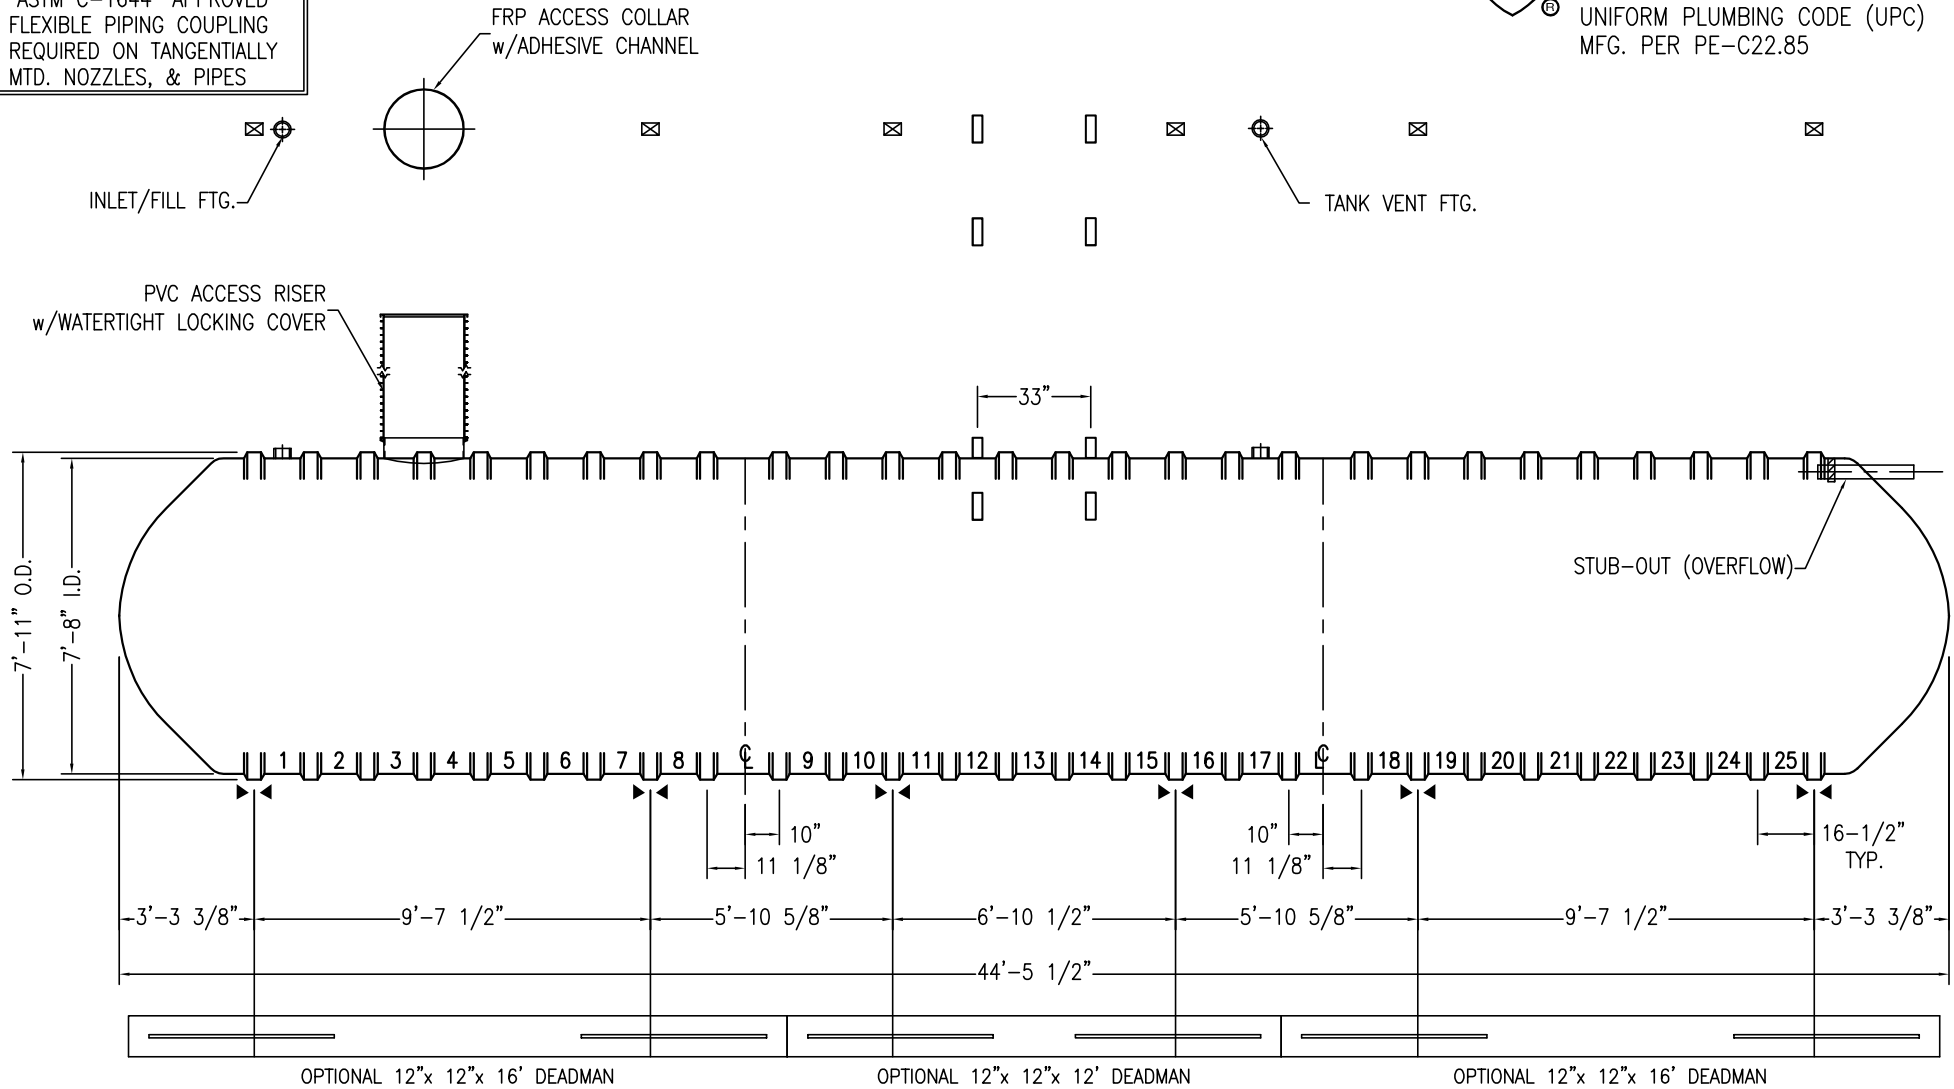 ASTM C-1644 APPROVED
FLEXIBLE PIPING COUPLING
REQUIRED ON TANGENTIALLY
MTD. NOZZLES, & PIPES
FRP ACCESS COLLAR
w/ADHESIVE CHANNEL
®
UNIFORM PLUMBING CODE (UPC)
MFG. PER PE-C22.85
INLET/FILL FTG.
TANK VENT FTG.
PVC ACCESS RISER
w/WATERTIGHT LOCKING COVER
33"
7'-11" O.D.
7'-8" I.D.
STUB-OUT (OVERFLOW)
1 2 3 4 5 6 7 8 ℄ 9 10 11 12 13 14 15 16 17 ℄ 18 19 20 21 22 23 24 25
10" 10" 16-1/2"
TYP.
11 1/8" 11 1/8"
3'-3 3/8" 9'-7 1/2" 5'-10 5/8" 6'-10 1/2" 5'-10 5/8" 9'-7 1/2" 3'-3 3/8"
44'-5 1/2"
OPTIONAL 12"x 12"x 16' DEADMAN OPTIONAL 12"x 12"x 12' DEADMAN OPTIONAL 12"x 12"x 16' DEADMAN